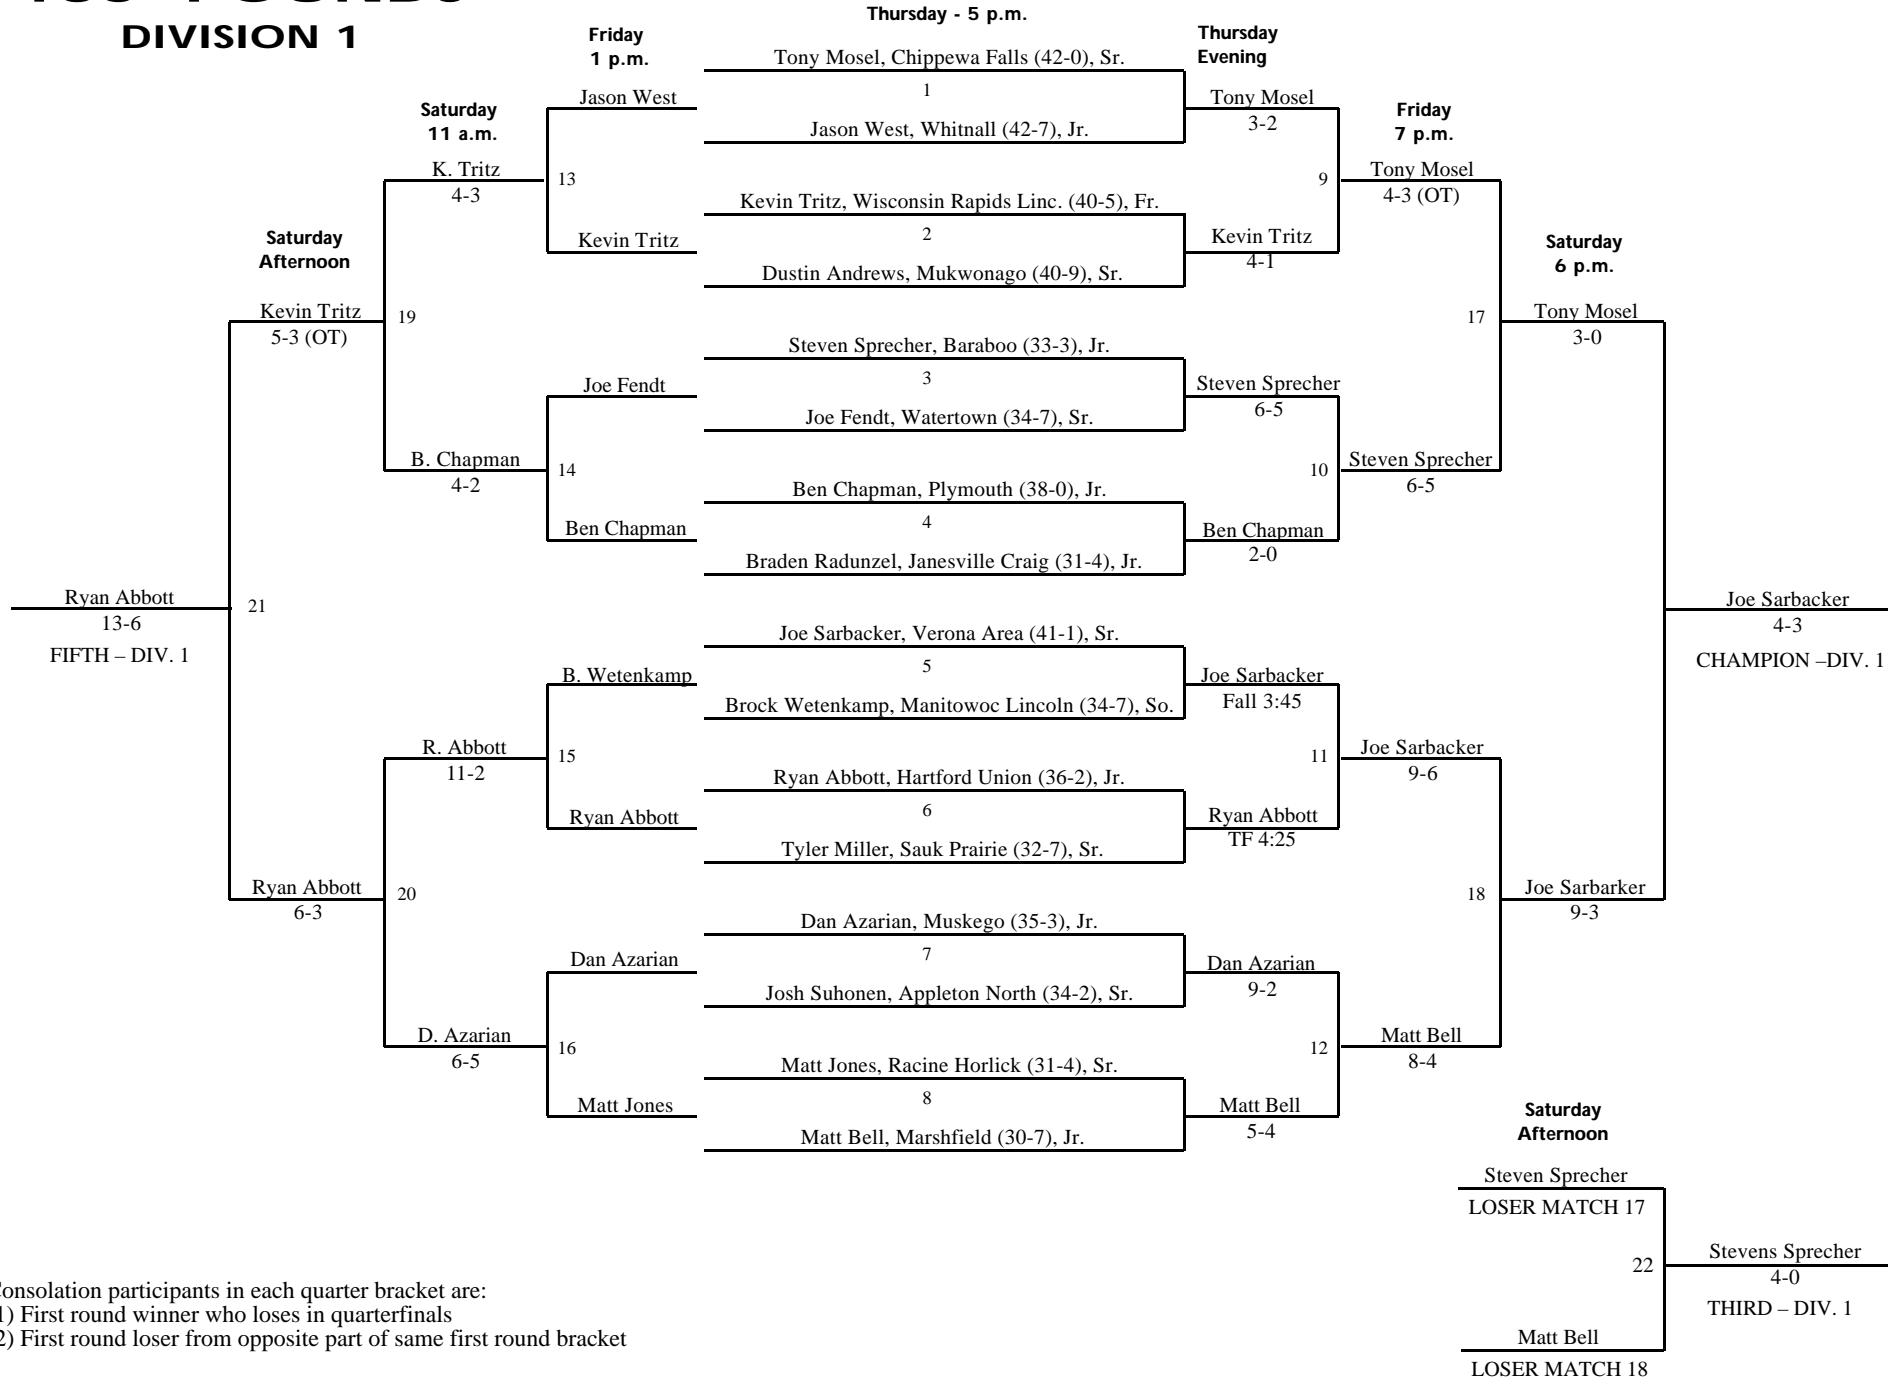 DIVISION 1
Thursday - 5 p.m.
Friday
1 p.m.
Thursday
Evening
Saturday
11 a.m.
Friday
7 p.m.
Saturday
Afternoon
Saturday
6 p.m.
Tony Mosel, Chippewa Falls (42-0), Sr.
1
Jason West, Whitnall (42-7), Jr.
Kevin Tritz, Wisconsin Rapids Linc. (40-5), Fr.
2
Dustin Andrews, Mukwonago (40-9), Sr.
Steven Sprecher, Baraboo (33-3), Jr.
3
Joe Fendt, Watertown (34-7), Sr.
Ben Chapman, Plymouth (38-0), Jr.
4
Braden Radunzel, Janesville Craig (31-4), Jr.
Joe Sarbacker, Verona Area (41-1), Sr.
5
Brock Wetenkamp, Manitowoc Lincoln (34-7), So.
Ryan Abbott, Hartford Union (36-2), Jr.
6
Tyler Miller, Sauk Prairie (32-7), Sr.
Dan Azarian, Muskego (35-3), Jr.
7
Josh Suhonen, Appleton North (34-2), Sr.
Matt Jones, Racine Horlick (31-4), Sr.
8
Matt Bell, Marshfield (30-7), Jr.
Tony Mosel
3-2
9
Kevin Tritz
4-1
Steven Sprecher
6-5
10
Ben Chapman
2-0
Joe Sarbacker
Fall 3:45
11
Ryan Abbott
TF 4:25
Dan Azarian
9-2
12
Matt Bell
5-4
Tony Mosel
4-3 (OT)
17
Steven Sprecher
6-5
Joe Sarbacker
9-6
18
Matt Bell
8-4
Tony Mosel
3-0
Joe Sarbarker
9-3
Joe Sarbacker
4-3
CHAMPION –DIV. 1
Jason West
13
Kevin Tritz
Joe Fendt
14
Ben Chapman
B. Wetenkamp
15
Ryan Abbott
Dan Azarian
16
Matt Jones
K. Tritz
4-3
19
B. Chapman
4-2
R. Abbott
11-2
20
D. Azarian
6-5
Kevin Tritz
5-3 (OT)
21
Ryan Abbott
6-3
Ryan Abbott
13-6
FIFTH – DIV. 1
Saturday
Afternoon
Steven Sprecher
LOSER MATCH 17
22
Matt Bell
LOSER MATCH 18
Stevens Sprecher
4-0
THIRD – DIV. 1
Consolation participants in each quarter bracket are:
1) First round winner who loses in quarterfinals
2) First round loser from opposite part of same first round bracket